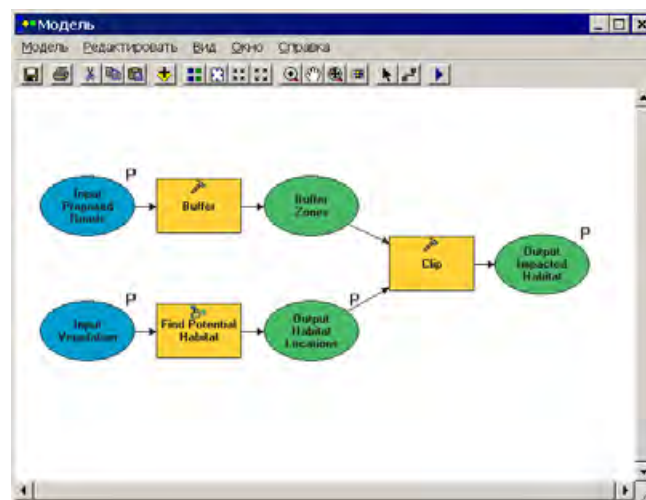 Модель
Модель Редактировать Вид Окно Справка
P
Input
Proposed
Roads
Buffer
Buffer
Zones
Clip
P
Output
Impacted
Habitat
P
Input
Vegetation
Find Potential
Habitat
P
Output
Habitat
Locations